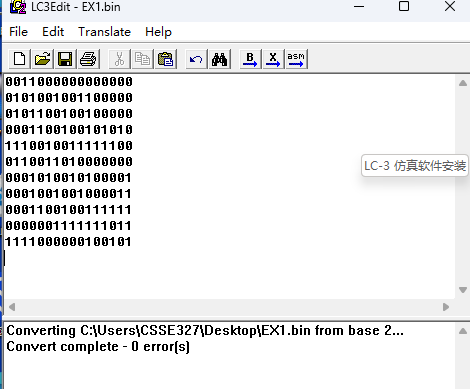 LC3Edit - EX1.bin
File Edit Translate Help
B X asm
0011000000000000
0101001001100000
0101100100100000
0001100100101010
1110010011111100
0110011010000000
0001010010100001
0001001001000011
0001100100111111
0000001111111011
1111000000100101
LC-3 仿真软件安装
Converting C:\Users\CSSE327\Desktop\EX1.bin from base 2...
Convert complete - 0 error(s)